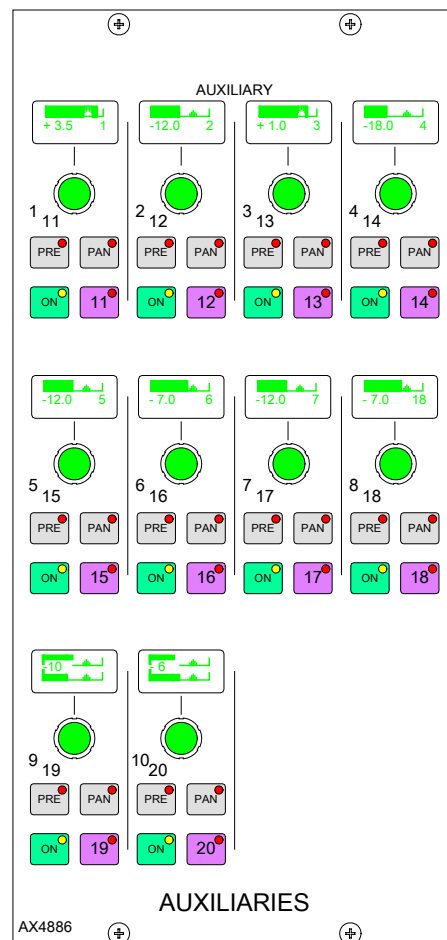 AUXILIARY
+ 3.5 1 -12.0 2 + 1.0 3 -18.0 4
1 2 3 4
11 12 13 14
PRE PAN PRE PAN PRE PAN PRE PAN
ON 11 ON 12 ON 13 ON 14
-12.0 5 - 7.0 6 -12.0 7 - 7.0 18
5 6 7 8
15 16 17 18
PRE PAN PRE PAN PRE PAN PRE PAN
ON 15 ON 16 ON 17 ON 18
-10 - 6
9 10
19 20
PRE PAN PRE PAN
ON 19 ON 20
AUXILIARIES
AX4886